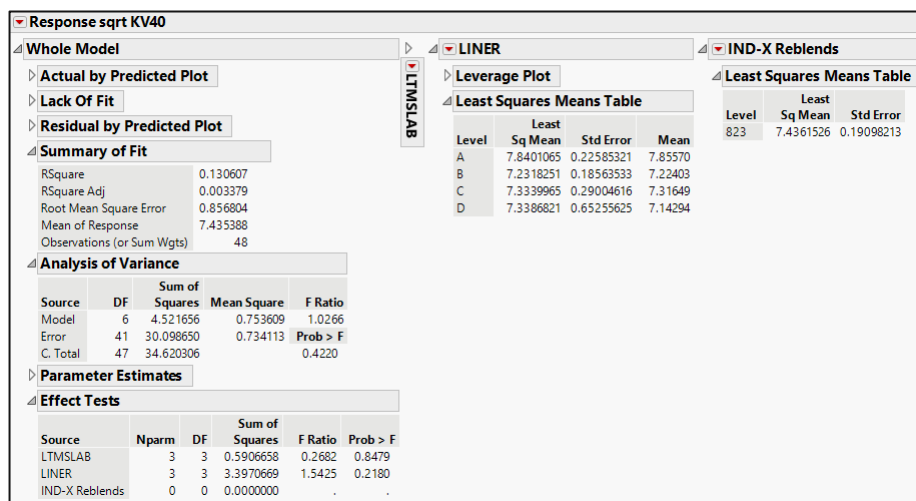 Response sqrt KV40
Whole Model
Actual by Predicted Plot
Lack Of Fit
Residual by Predicted Plot
Summary of Fit
RSquare 0.130607
RSquare Adj 0.003379
Root Mean Square Error 0.856804
Mean of Response 7.435388
Observations (or Sum Wgts) 48
Analysis of Variance
Sum of
Source DF Squares Mean Square F Ratio
Model 6 4.521656 0.753609 1.0266
Error 41 30.098650 0.734113 Prob > F
C. Total 47 34.620306 0.4220
Parameter Estimates
Effect Tests
Sum of
Source Nparm DF Squares F Ratio Prob > F
LTMSLAB 3 3 0.5906658 0.2682 0.8479
LINER 3 3 3.3970669 1.5425 0.2180
IND-X Reblends 0 0 0.0000000 . .
LTMSLAB
LINER
Leverage Plot
Least Squares Means Table
Least
Level Sq Mean Std Error Mean
A 7.8401065 0.22585321 7.85570
B 7.2318251 0.18563533 7.22403
C 7.3339965 0.29004616 7.31649
D 7.3386821 0.65255625 7.14294
IND-X Reblends
Least Squares Means Table
Least
Level Sq Mean Std Error
823 7.4361526 0.19098213